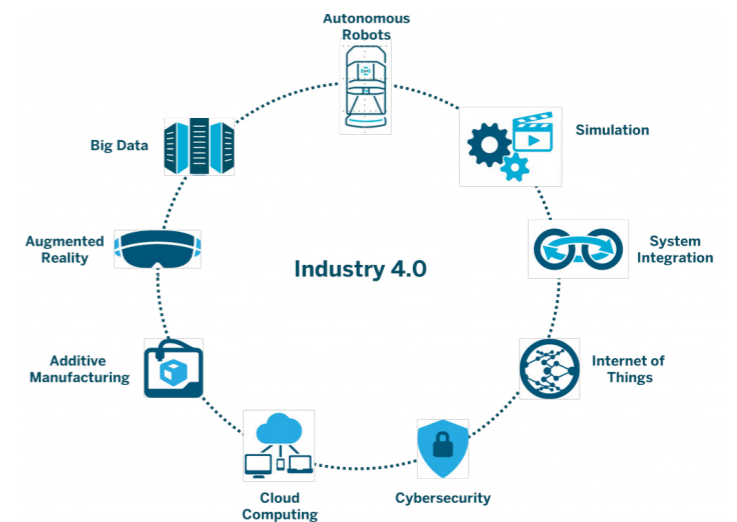 Autonomous
Robots
Simulation
Big Data
System
Integration
Augmented
Reality
Industry 4.0
Internet of
Things
Additive
Manufacturing
Cybersecurity
Cloud
Computing